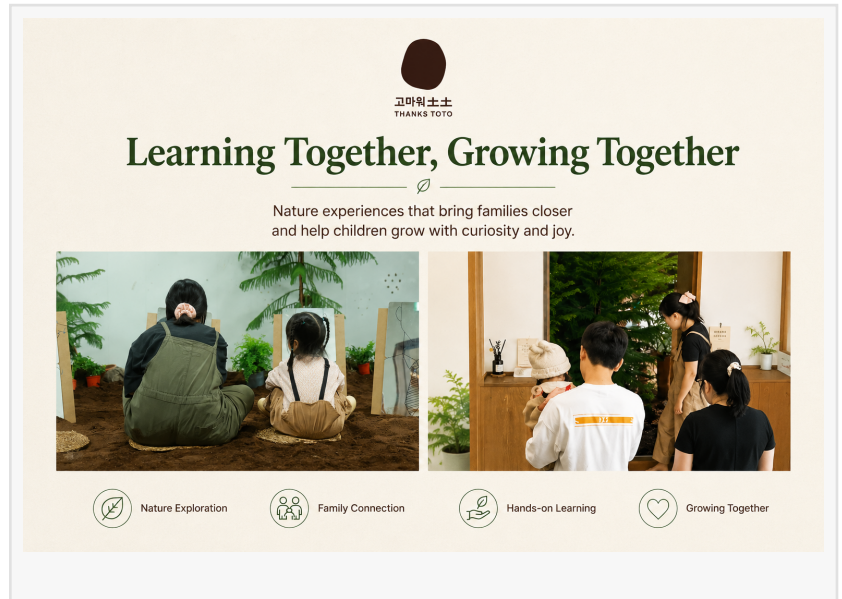 고마워土土
THANKS TOTO
Learning Together, Growing Together
Nature experiences that bring families closer
and help children grow with curiosity and joy.
Nature Exploration
Family Connection
Hands-on Learning
Growing Together